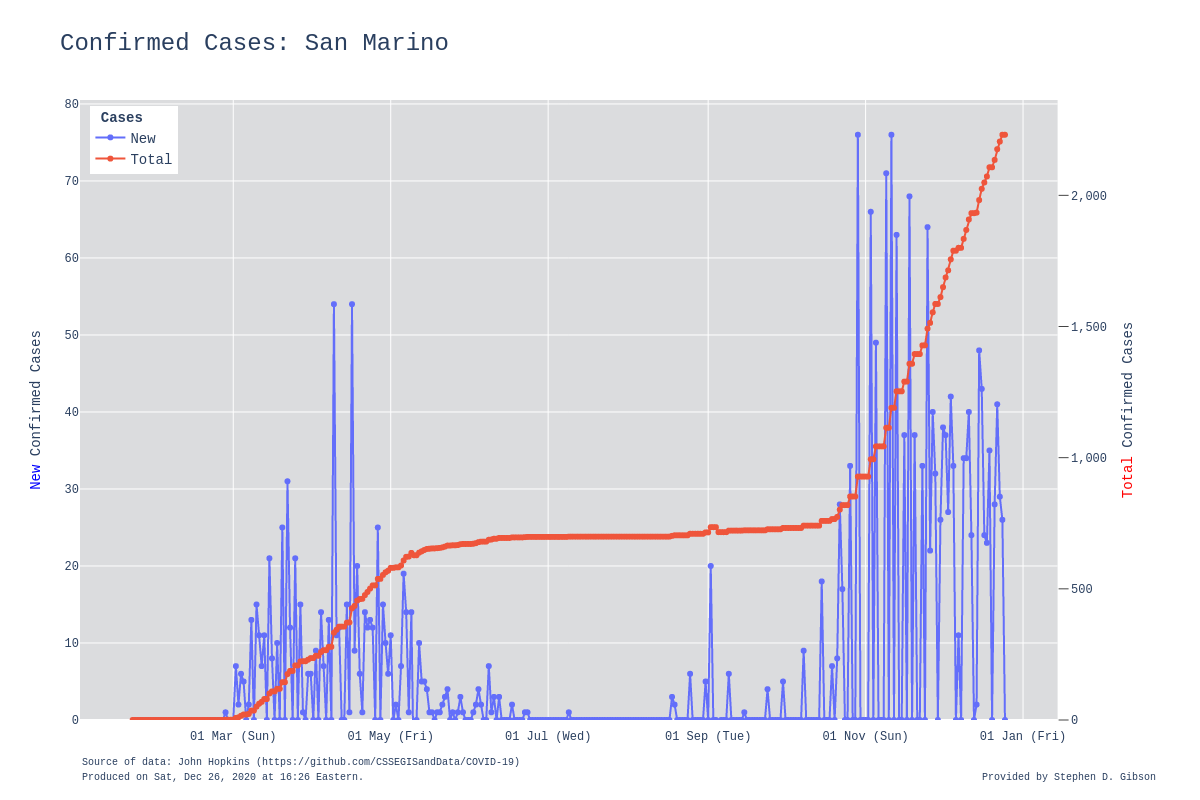 Confirmed Cases: San Marino
Cases
New
Total
80
70
60
50
40
30
20
10
0
New Confirmed Cases
2,000
1,500
1,000
500
0
Total Confirmed Cases
01 Mar (Sun)
01 May (Fri)
01 Jul (Wed)
01 Sep (Tue)
01 Nov (Sun)
01 Jan (Fri)
Source of data: John Hopkins (https://github.com/CSSEGISandData/COVID-19)
Produced on Sat, Dec 26, 2020 at 16:26 Eastern.
Provided by Stephen D. Gibson